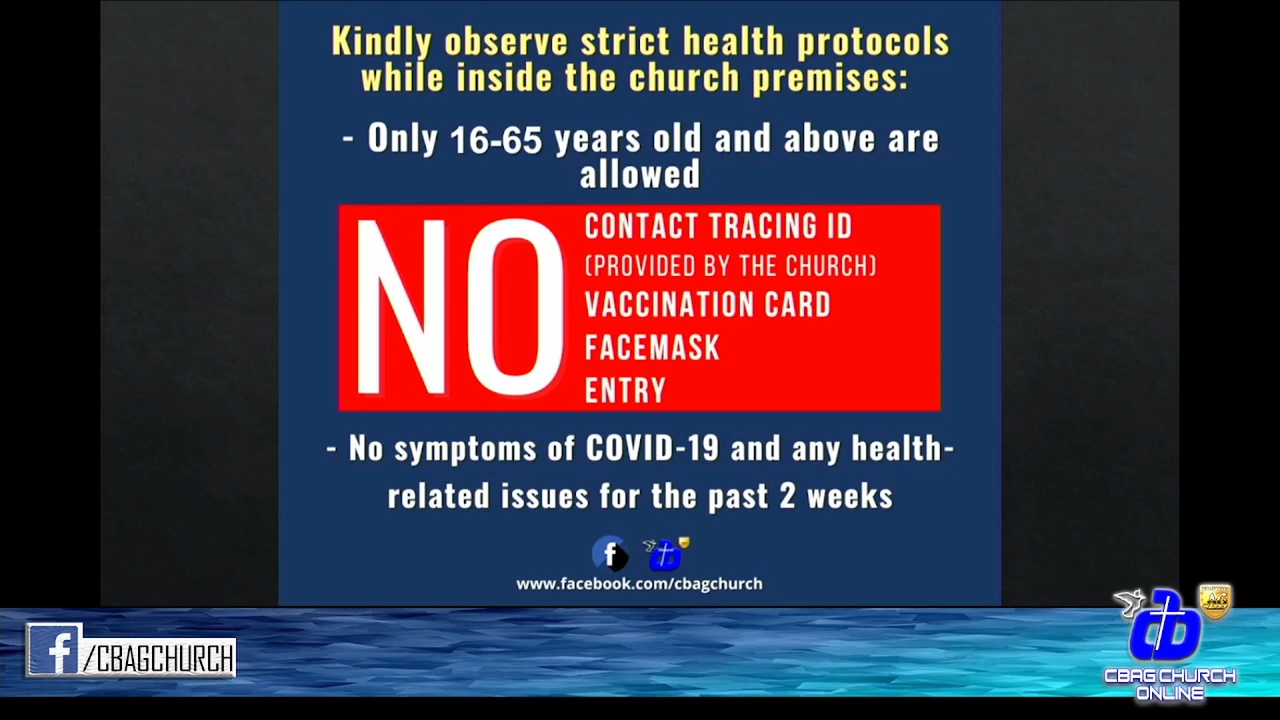 Kindly observe strict health protocols
while inside the church premises:
- Only 16-65 years old and above are
allowed
NO
CONTACT TRACING ID
(PROVIDED BY THE CHURCH)
VACCINATION CARD
FACEMASK
ENTRY
- No symptoms of COVID-19 and any health-
related issues for the past 2 weeks
www.facebook.com/cbagchurch
f/CBAGCHURCH
CBAG CHURCH
ONLINE